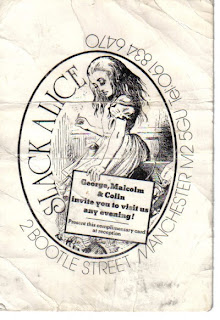 SLACK ALICE
2 BOOTLE STREET, MANCHESTER M2 5GU Tel: 061 834 6470
George, Malcolm
& Colin
invite you to visit us
any evening!
Present this complimentary card
at reception